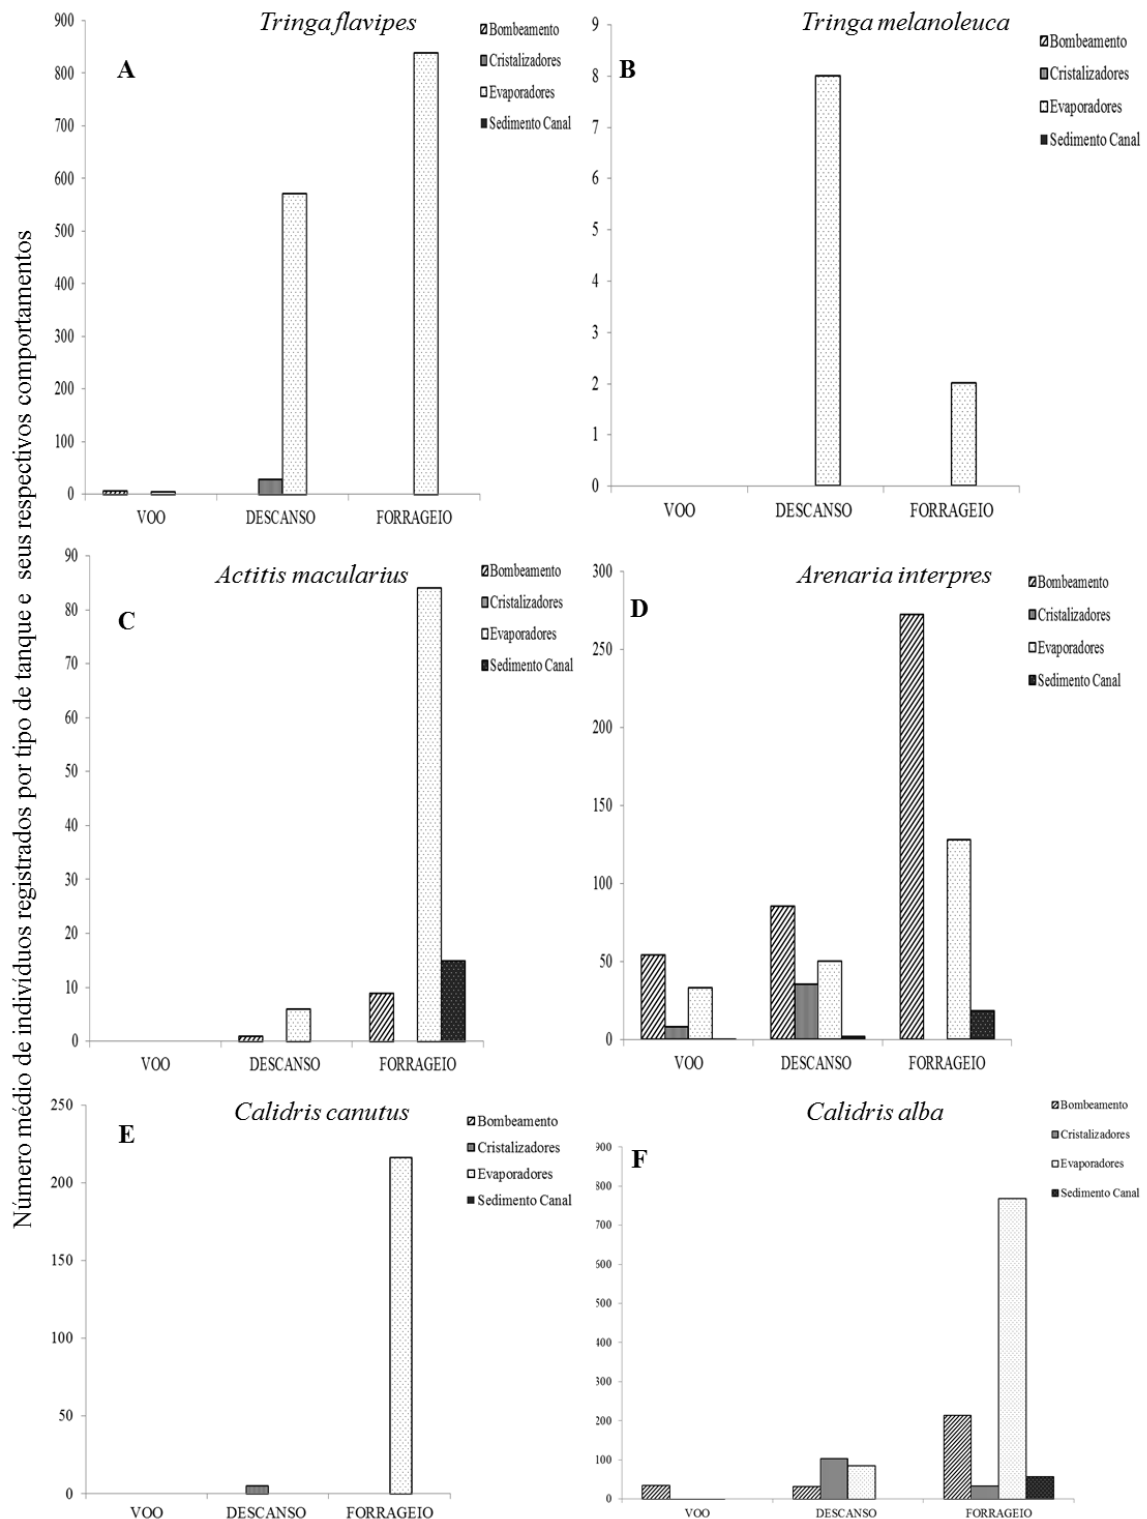 Número médio de indivíduos registrados por tipo de tanque e seus respectivos comportamentos
Tringa flavipes
A
900
800
700
600
500
400
300
200
100
0
VOO DESCANSO FORRAGEIO
Bombeamento
Cristalizadores
Evaporadores
Sedimento Canal
Tringa melanoleuca
B
9
8
7
6
5
4
3
2
1
0
VOO DESCANSO FORRAGEIO
Bombeamento
Cristalizadores
Evaporadores
Sedimento Canal
Actitis macularius
C
90
80
70
60
50
40
30
20
10
0
VOO DESCANSO FORRAGEIO
Bombeamento
Cristalizadores
Evaporadores
Sedimento Canal
Arenaria interpres
D
300
250
200
150
100
50
0
VOO DESCANSO FORRAGEIO
Bombeamento
Cristalizadores
Evaporadores
Sedimento Canal
Calidris canutus
E
250
200
150
100
50
0
VOO DESCANSO FORRAGEIO
Bombeamento
Cristalizadores
Evaporadores
Sedimento Canal
Calidris alba
F
900
800
700
600
500
400
300
200
100
0
VOO DESCANSO FORRAGEIO
Bombeamento
Cristalizadores
Evaporadores
Sedimento Canal